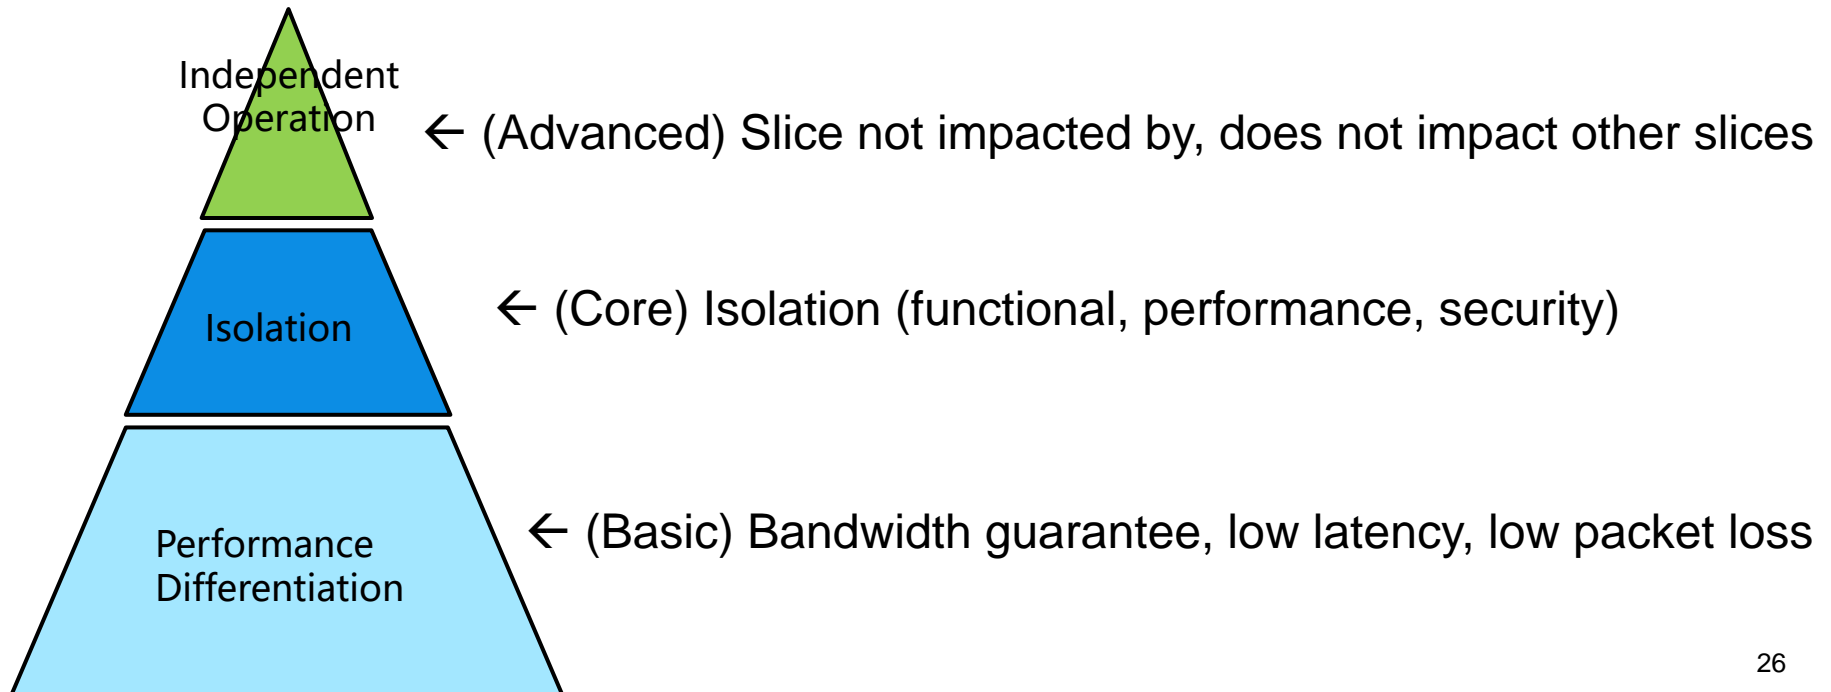 Independent
Operation
← (Advanced) Slice not impacted by, does not impact other slices
Isolation
← (Core) Isolation (functional, performance, security)
Performance
Differentiation
← (Basic) Bandwidth guarantee, low latency, low packet loss
26